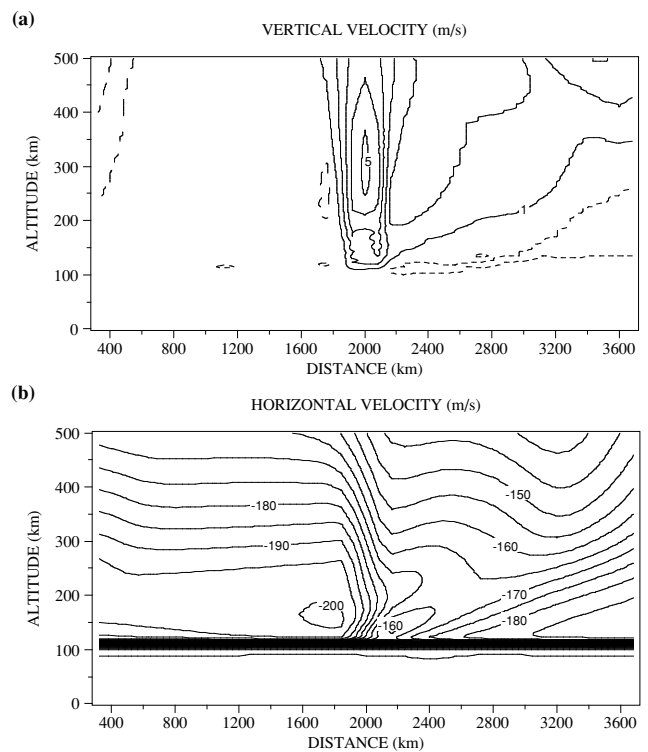 (a)
VERTICAL VELOCITY (m/s)
500
400
300
200
100
0
ALTITUDE (km)
5
1
400 800 1200 1600 2000 2400 2800 3200 3600
DISTANCE (km)
(b)
HORIZONTAL VELOCITY (m/s)
500
400
300
200
100
0
ALTITUDE (km)
-180
-190
-200
-160
-150
-160
-170
-180
400 800 1200 1600 2000 2400 2800 3200 3600
DISTANCE (km)